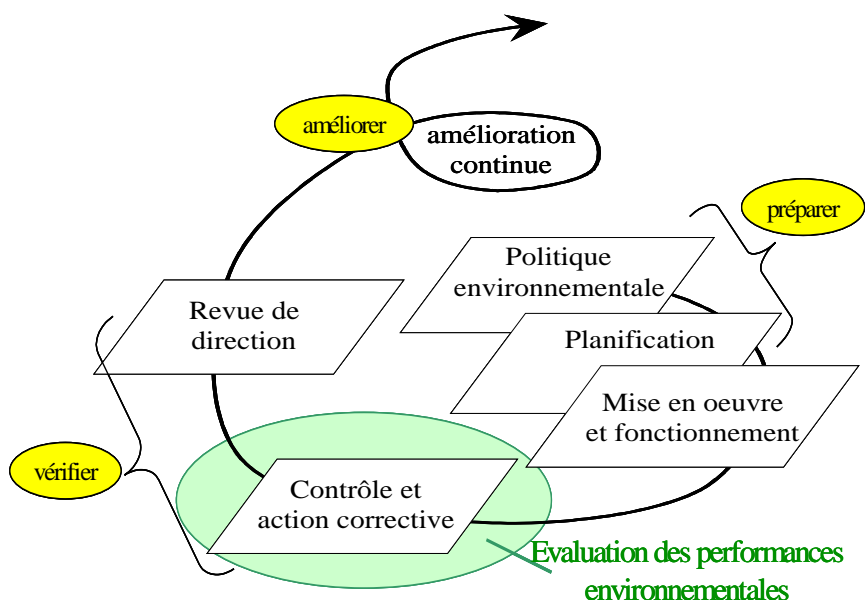 améliorer
amélioration
continue
préparer
Politique
environnementale
Revue de
direction
Planification
Mise en oeuvre
et fonctionnement
vérifier
Contrôle et
action corrective
Evaluation des performances
environnementales